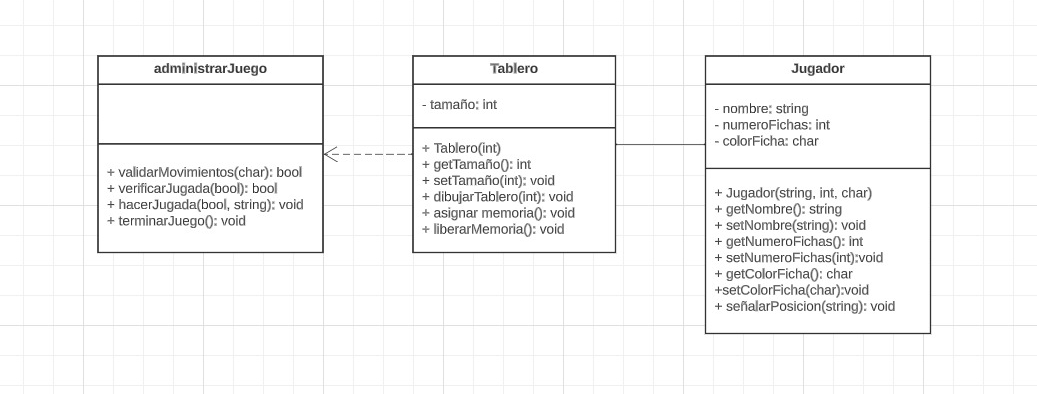 administrarJuego
+ validarMovimientos(char): bool
+ verificarJugada(bool): bool
+ hacerJugada(bool, string): void
+ terminarJuego(): void
Tablero
- tamaño: int
+ Tablero(int)
+ getTamaño(): int
+ setTamaño(int): void
+ dibujarTablero(int): void
+ asignar memoria(): void
+ liberarMemoria(): void
Jugador
- nombre: string
- numeroFichas: int
- colorFicha: char
+ Jugador(string, int, char)
+ getNombre(): string
+ setNombre(string): void
+ getNumeroFichas(): int
+ setNumeroFichas(int):void
+ getColorFicha(): char
+setColorFicha(char):void
+ señalarPosicion(string): void